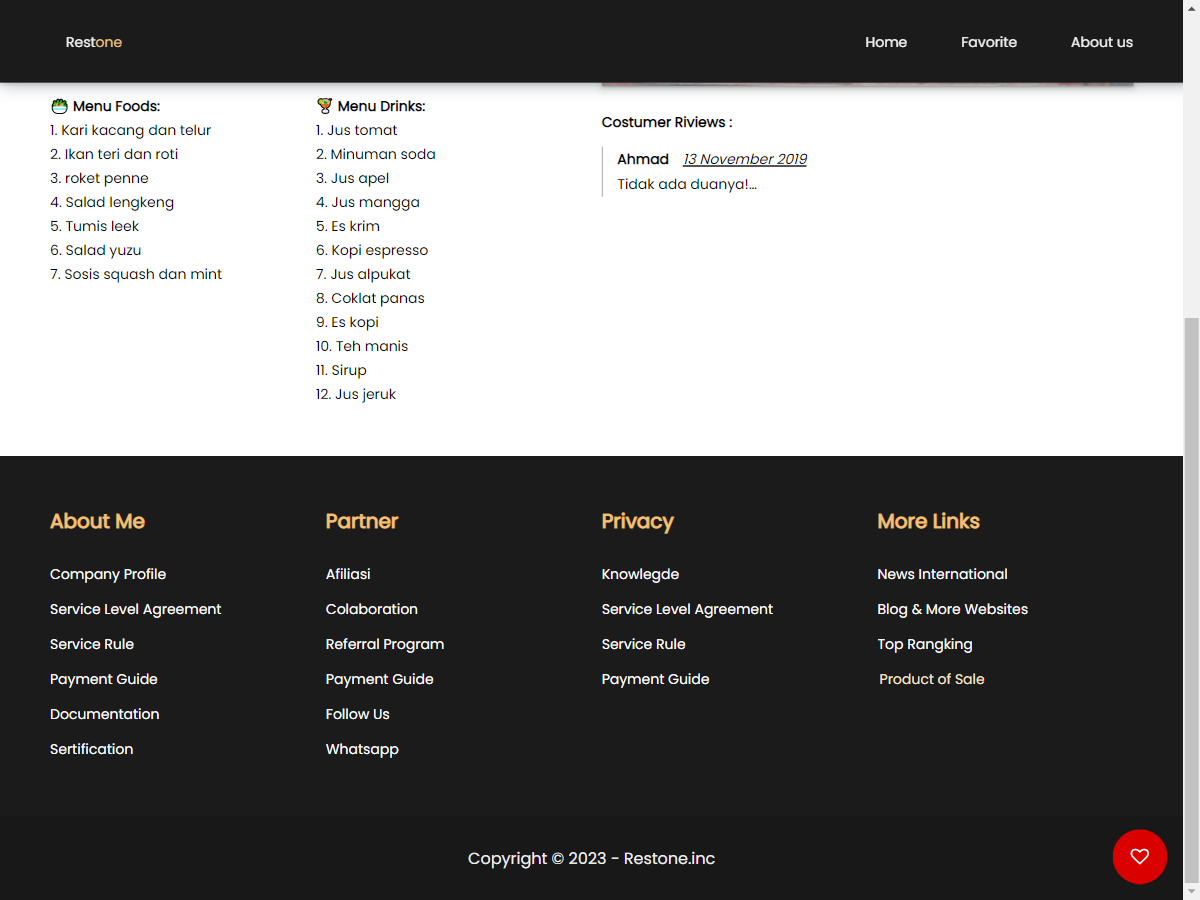 Restone
Home
Favorite
About us
Menu Foods:
1. Kari kacang dan telur
2. Ikan teri dan roti
3. roket penne
4. Salad lengkeng
5. Tumis leek
6. Salad yuzu
7. Sosis squash dan mint
Menu Drinks:
1. Jus tomat
2. Minuman soda
3. Jus apel
4. Jus mangga
5. Es krim
6. Kopi espresso
7. Jus alpukat
8. Coklat panas
9. Es kopi
10. Teh manis
11. Sirup
12. Jus jeruk
Costumer Riviews :
Ahmad 13 November 2019
Tidak ada duanya!...
About Me
Company Profile
Service Level Agreement
Service Rule
Payment Guide
Documentation
Sertification
Partner
Afiliasi
Colaboration
Referral Program
Payment Guide
Follow Us
Whatsapp
Privacy
Knowlegde
Service Level Agreement
Service Rule
Payment Guide
More Links
News International
Blog & More Websites
Top Rangking
Product of Sale
Copyright © 2023 - Restone.inc